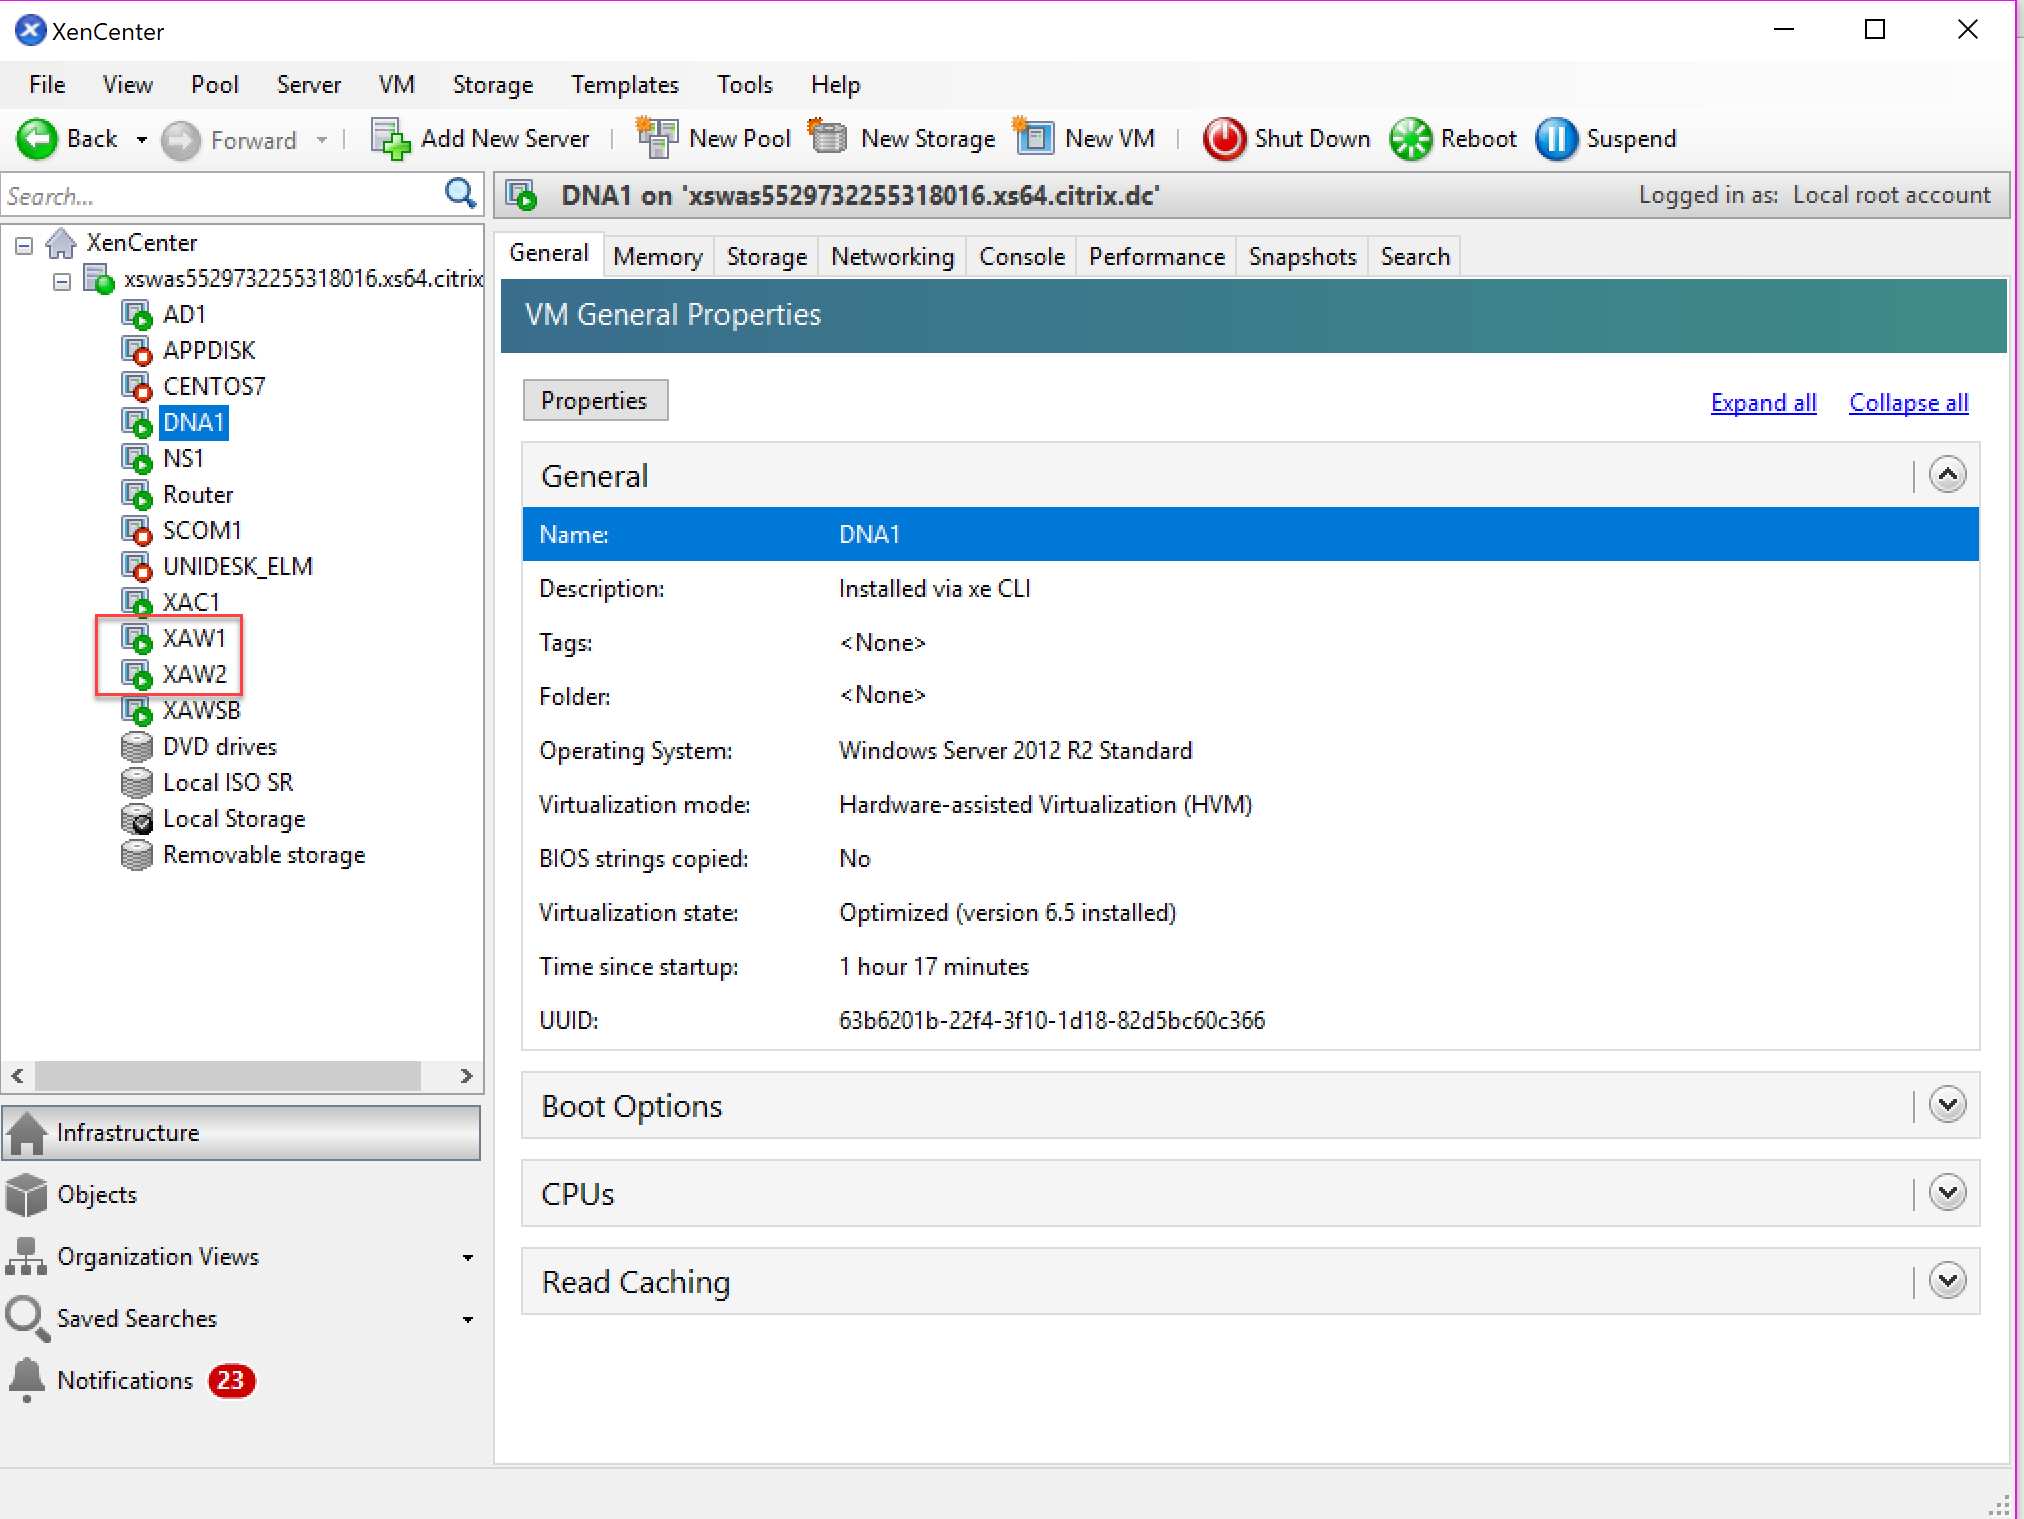 XenCenter
File View Pool Server VM Storage Templates Tools Help
Back Forward Add New Server New Pool New Storage New VM Shut Down Reboot Suspend
Search...
DNA1 on 'xswas5529732255318016.xs64.citrix.dc'
Logged in as: Local root account
XenCenter
xswas5529732255318016.xs64.citrix
AD1
APPDISK
CENTOS7
DNA1
NS1
Router
SCOM1
UNIDESK_ELM
XAC1
XAW1
XAW2
XAWSB
DVD drives
Local ISO SR
Local Storage
Removable storage
Infrastructure
Objects
Organization Views
Saved Searches
Notifications 23
General Memory Storage Networking Console Performance Snapshots Search
VM General Properties
Properties
Expand all Collapse all
General
Name: DNA1
Description: Installed via xe CLI
Tags: <None>
Folder: <None>
Operating System: Windows Server 2012 R2 Standard
Virtualization mode: Hardware-assisted Virtualization (HVM)
BIOS strings copied: No
Virtualization state: Optimized (version 6.5 installed)
Time since startup: 1 hour 17 minutes
UUID: 63b6201b-22f4-3f10-1d18-82d5bc60c366
Boot Options
CPUs
Read Caching